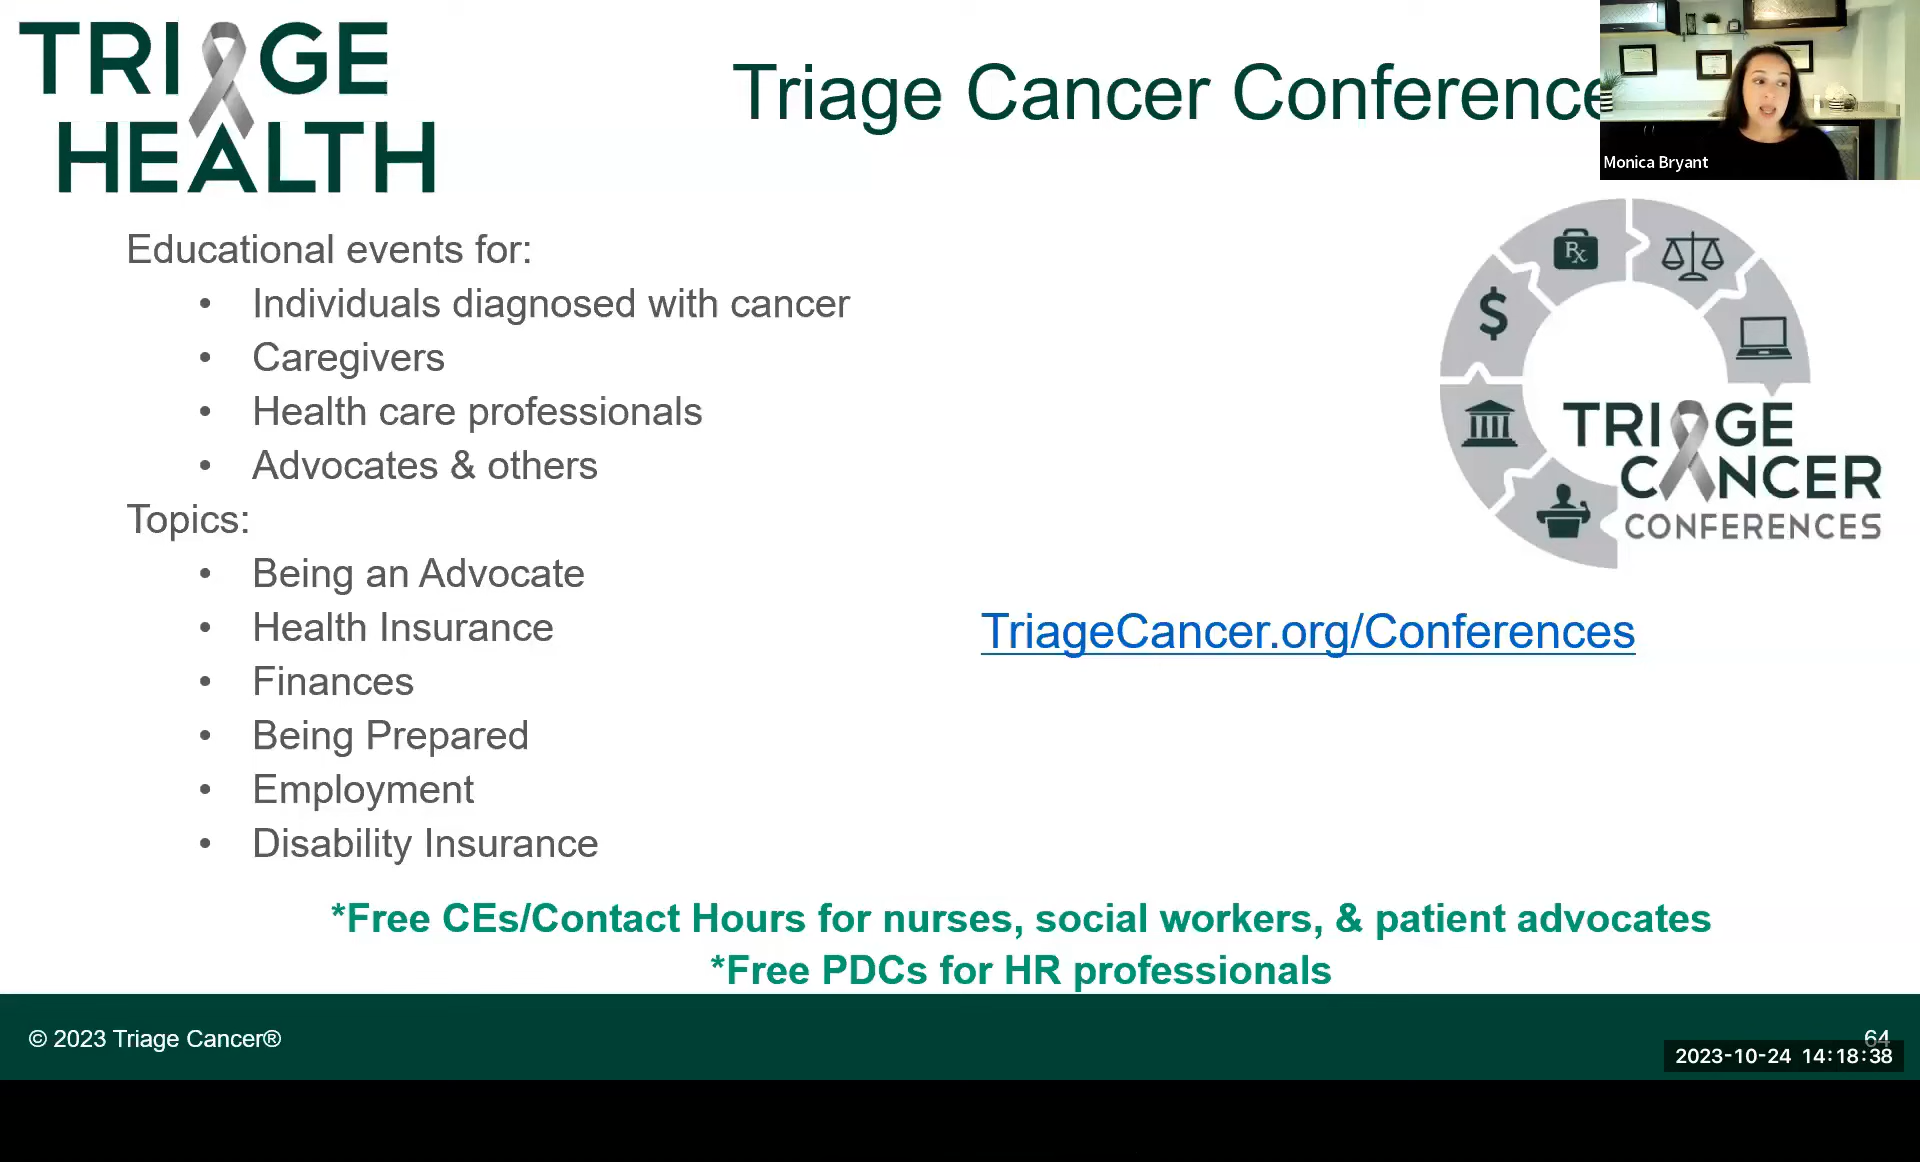 TRIAGE
HEALTH
Triage Cancer Conference
Monica Bryant
Educational events for:
• Individuals diagnosed with cancer
• Caregivers
• Health care professionals
• Advocates & others
Topics:
• Being an Advocate
• Health Insurance
• Finances
• Being Prepared
• Employment
• Disability Insurance
Rx
$
TRIAGE
CANCER
CONFERENCES
TriageCancer.org/Conferences
*Free CEs/Contact Hours for nurses, social workers, & patient advocates
*Free PDCs for HR professionals
© 2023 Triage Cancer®
64
2023-10-24 14:18:38